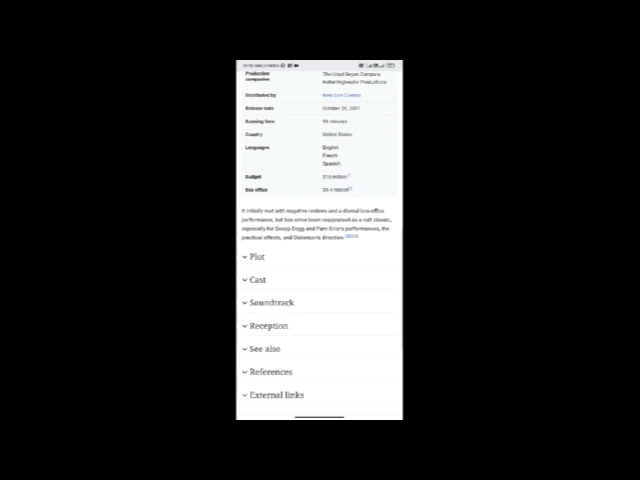 Production
companies
The Lloyd Segan Company
Distributed by
New Line Cinema
Release date
October 26, 2001
Running time
96 minutes
Country
United States
Languages
English
French
Spanish
Budget
Box office
It initially met with negative reviews and a dismal box-office
performance, but has since been reappraised as a cult classic,
especially for Snoop Dogg and Pam Grier's performances, the
practical effects, and Dickerson's direction.
Plot
Cast
Soundtrack
Reception
See also
References
External links